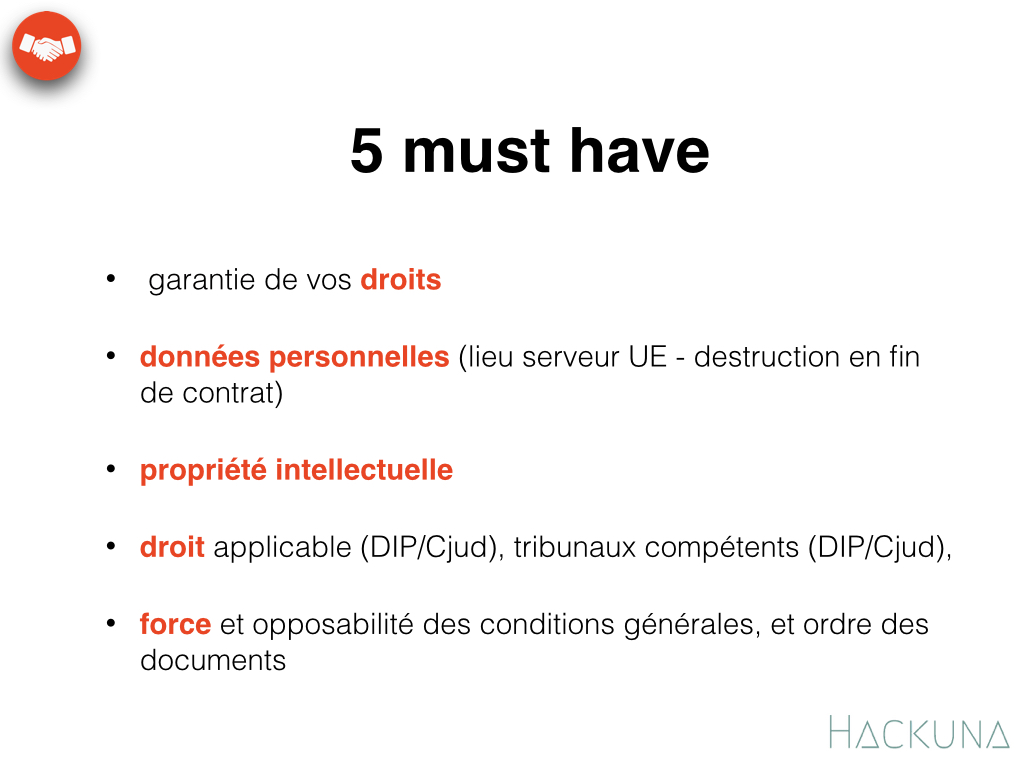 5 must have
• garantie de vos droits
• données personnelles (lieu serveur UE - destruction en fin
de contrat)
• propriété intellectuelle
• droit applicable (DIP/Cjud), tribunaux compétents (DIP/Cjud),
• force et opposabilité des conditions générales, et ordre des
documents
HACKUNA